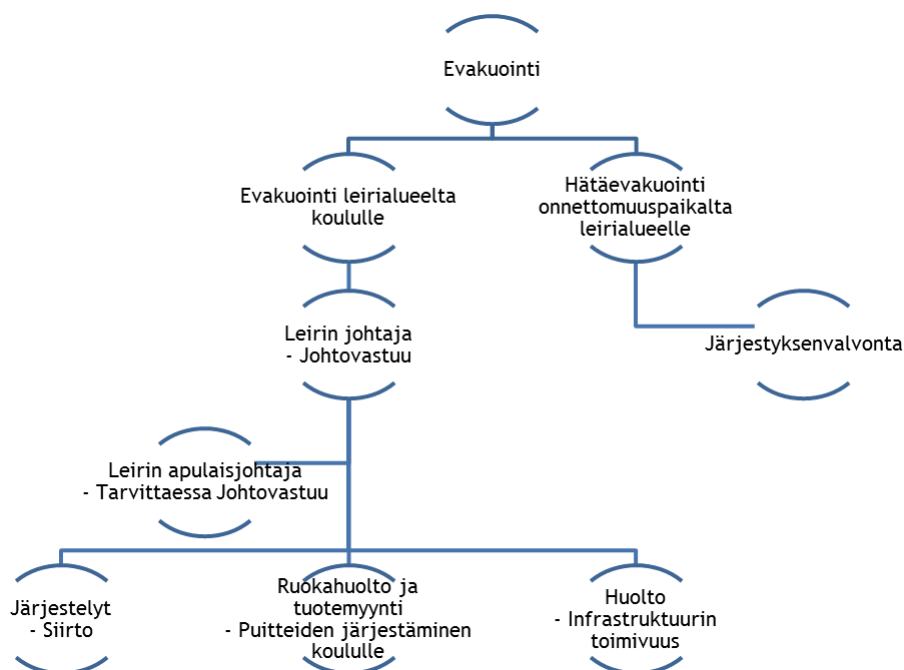 Evakuointi
Evakuointi leirialueelta
koululle
Hätäevakuointi
onnettomuuspaikalta
leirialueelle
Leirin johtaja
- Johtovastuu
Järjestyksenvalvonta
Leirin apulaisjohtaja
- Tarvittaessa Johtovastuu
Järjestelyt
- Siirto
Ruokahuolto ja
tuotemyynti
- Puitteiden järjestäminen
koululle
Huolto
- Infrastruktuurin
toimivuus